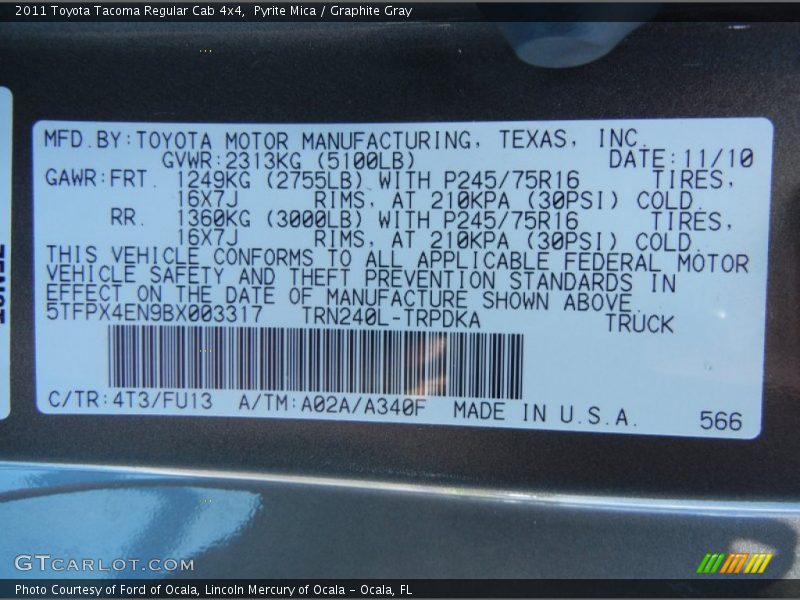 2011 Toyota Tacoma Regular Cab 4x4, Pyrite Mica / Graphite Gray
MFD.BY:TOYOTA MOTOR MANUFACTURING, TEXAS, INC.
GVWR:2313KG (5100LB) DATE:11/10
GAWR:FRT. 1249KG (2755LB) WITH P245/75R16 TIRES,
16X7J RIMS, AT 210KPA (30PSI) COLD.
RR. 1360KG (3000LB) WITH P245/75R16 TIRES,
16X7J RIMS, AT 210KPA (30PSI) COLD.
THIS VEHICLE CONFORMS TO ALL APPLICABLE FEDERAL MOTOR
VEHICLE SAFETY AND THEFT PREVENTION STANDARDS IN
EFFECT ON THE DATE OF MANUFACTURE SHOWN ABOVE.
5TFPX4EN9BX003317 TRN240L-TRPDKA TRUCK
C/TR:4T3/FU13 A/TM:A02A/A340F MADE IN U.S.A. 566
GTCARLOT.COM
Photo Courtesy of Ford of Ocala, Lincoln Mercury of Ocala - Ocala, FL